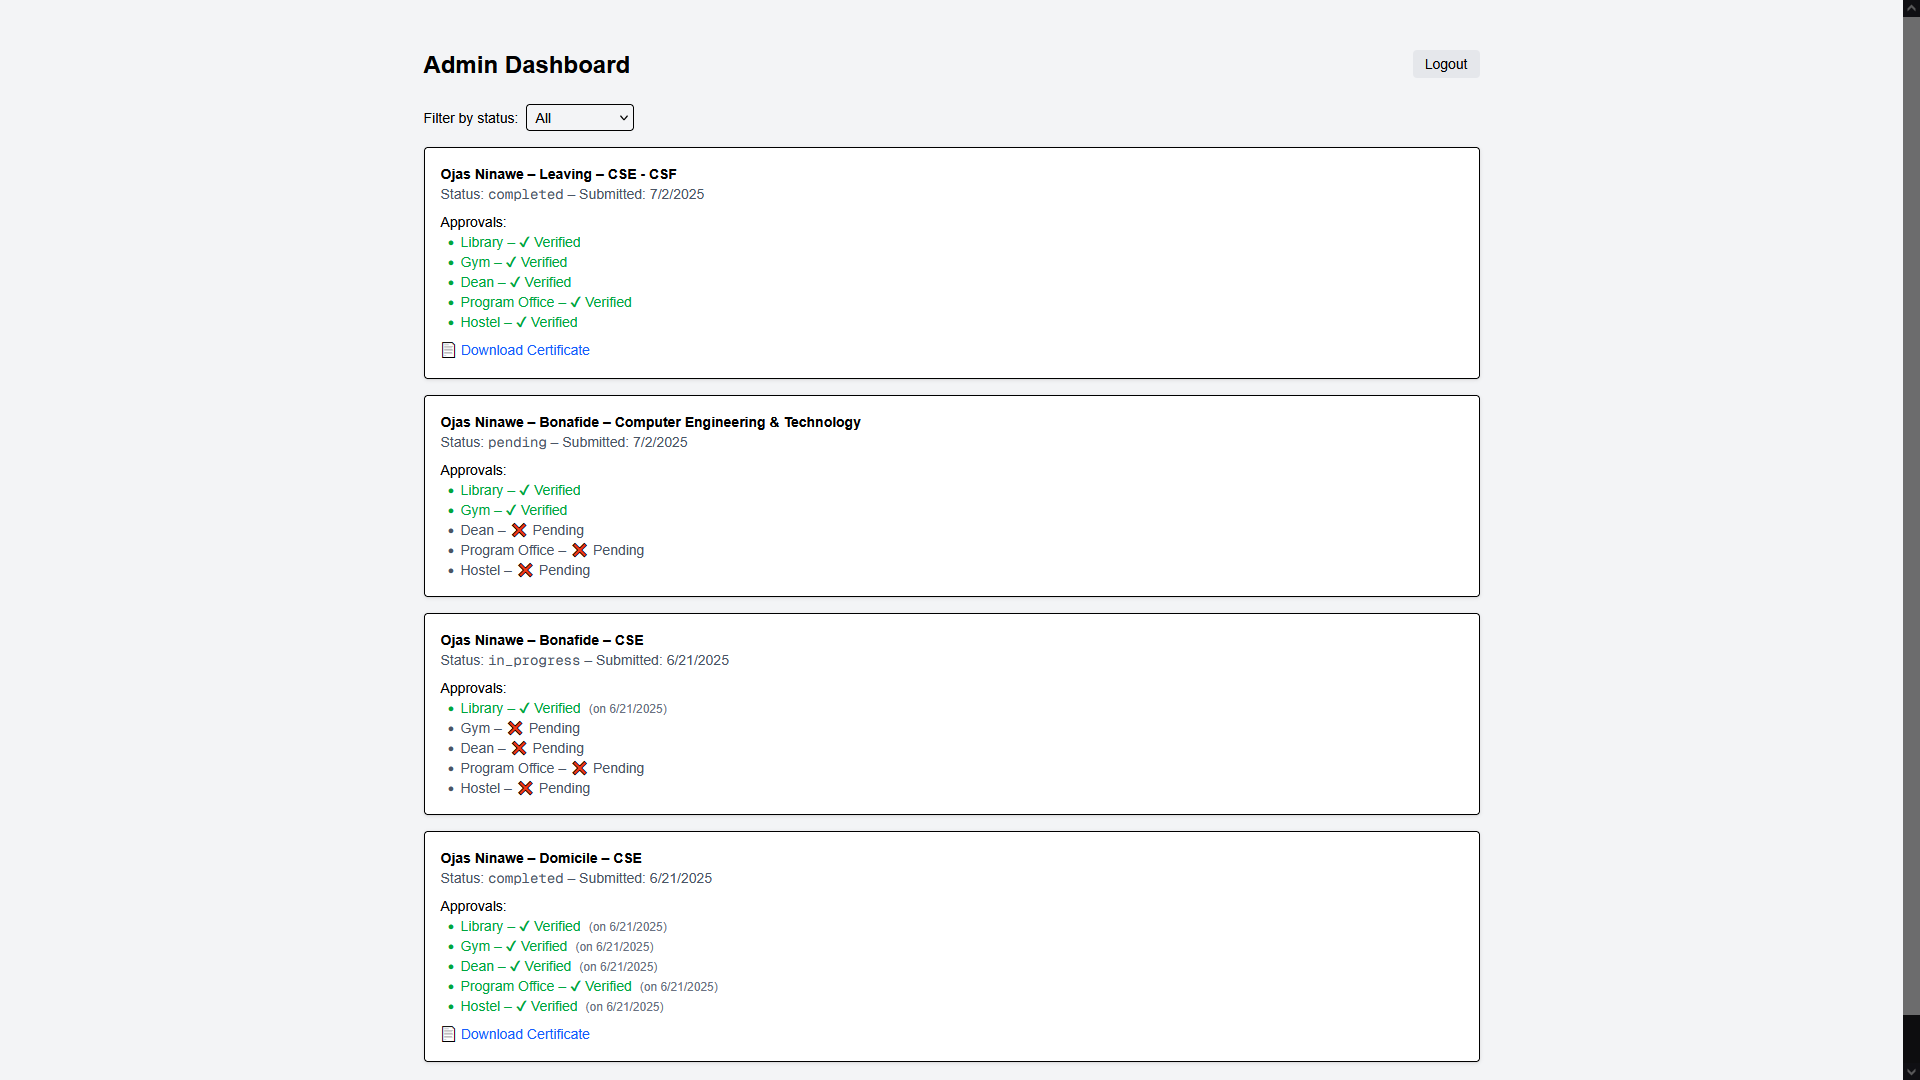 Admin Dashboard
Logout
Filter by status: All
Ojas Ninawe – Leaving – CSE - CSF
Status: completed – Submitted: 7/2/2025
Approvals:
• Library – ✓ Verified
• Gym – ✓ Verified
• Dean – ✓ Verified
• Program Office – ✓ Verified
• Hostel – ✓ Verified
Download Certificate
Ojas Ninawe – Bonafide – Computer Engineering & Technology
Status: pending – Submitted: 7/2/2025
Approvals:
• Library – ✓ Verified
• Gym – ✓ Verified
• Dean – ❌ Pending
• Program Office – ❌ Pending
• Hostel – ❌ Pending
Ojas Ninawe – Bonafide – CSE
Status: in_progress – Submitted: 6/21/2025
Approvals:
• Library – ✓ Verified (on 6/21/2025)
• Gym – ❌ Pending
• Dean – ❌ Pending
• Program Office – ❌ Pending
• Hostel – ❌ Pending
Ojas Ninawe – Domicile – CSE
Status: completed – Submitted: 6/21/2025
Approvals:
• Library – ✓ Verified (on 6/21/2025)
• Gym – ✓ Verified (on 6/21/2025)
• Dean – ✓ Verified (on 6/21/2025)
• Program Office – ✓ Verified (on 6/21/2025)
• Hostel – ✓ Verified (on 6/21/2025)
Download Certificate